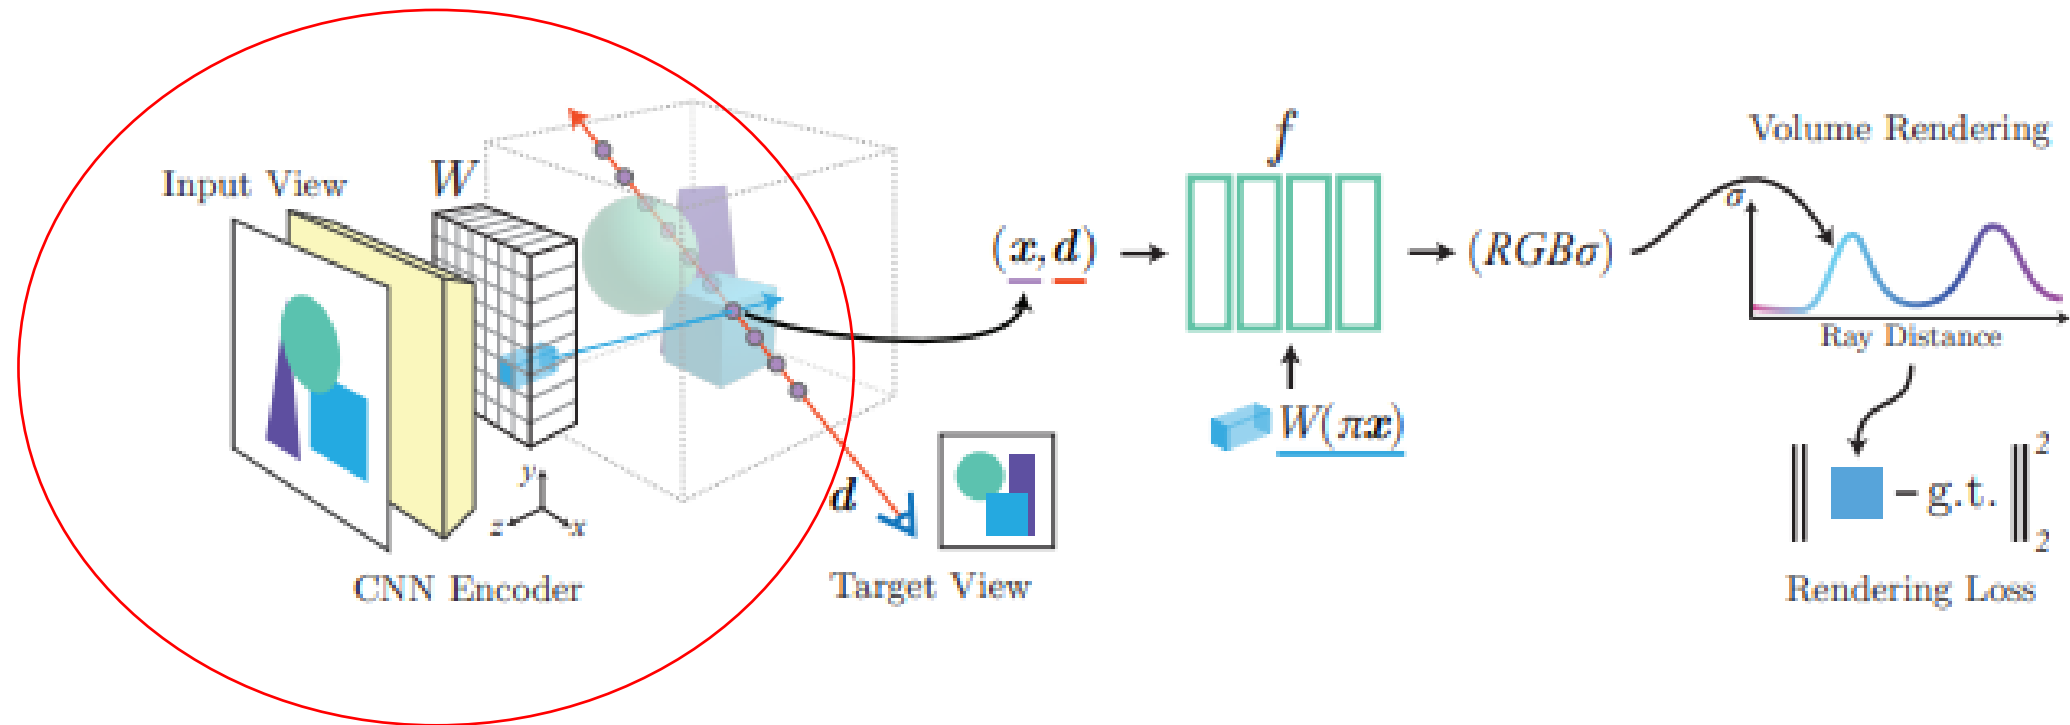 Input View
W
y
z
x
CNN Encoder
d
Target View
(x, d)
f
W(πx)
(RGBσ)
Volume Rendering
σ
Ray Distance
– g.t.
2
2
Rendering Loss